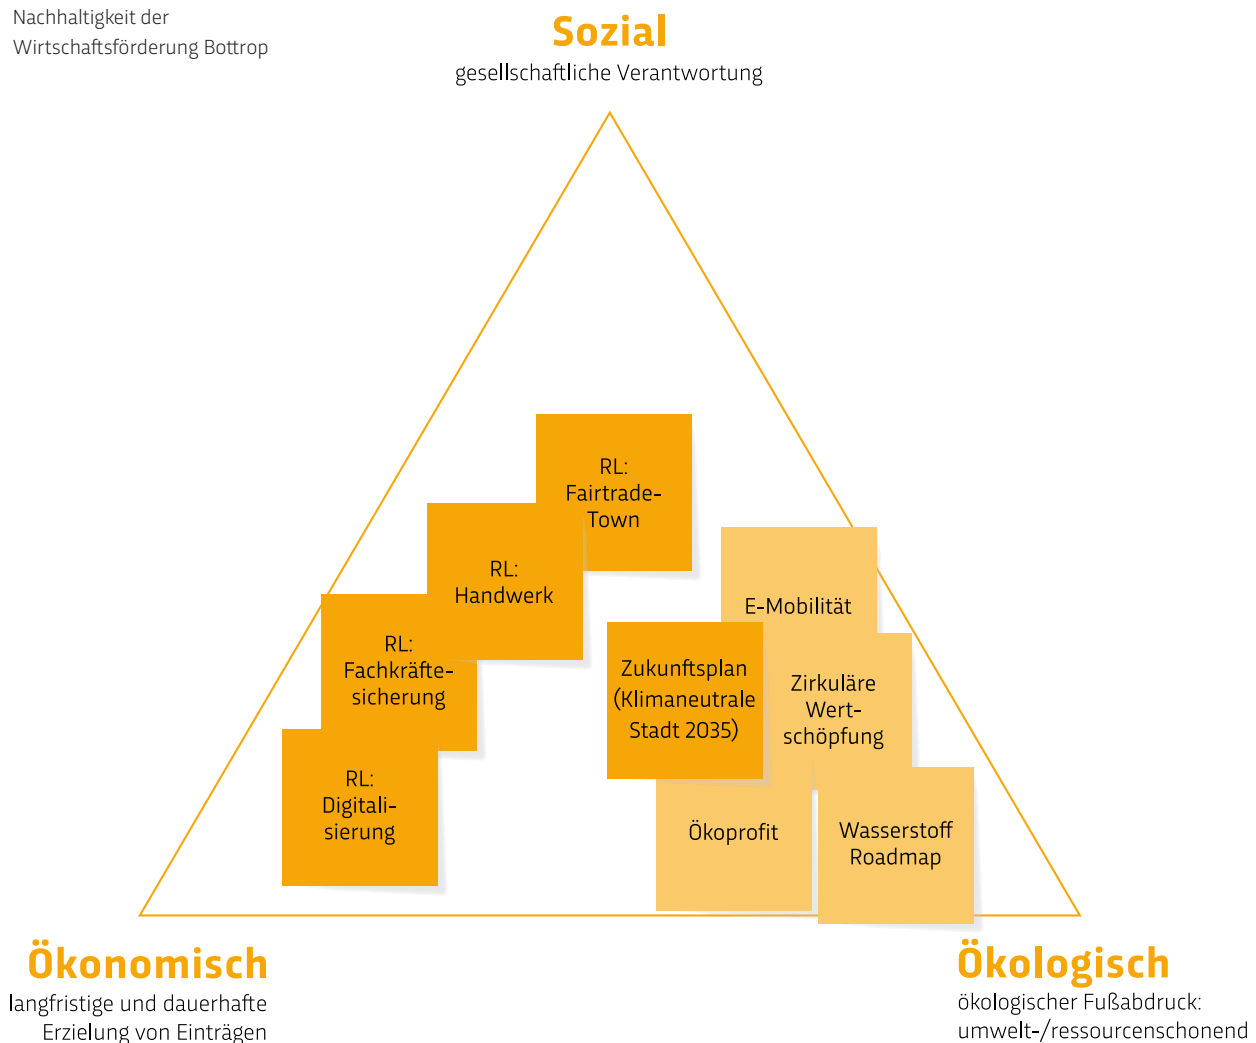 Nachhaltigkeit der
Wirtschaftsförderung Bottrop
Sozial
gesellschaftliche Verantwortung
RL:
Fairtrade-
Town
RL:
Handwerk
RL:
Fachkräfte-
sicherung
RL:
Digitali-
sierung
E-Mobilität
Zukunftsplan
(Klimaneutrale
Stadt 2035)
Zirkuläre
Wert-
schöpfung
Ökoprofit
Wasserstoff
Roadmap
Ökonomisch
langfristige und dauerhafte
Erzielung von Einträgen
Ökologisch
ökologischer Fußabdruck:
umwelt-/ressourcenschonend